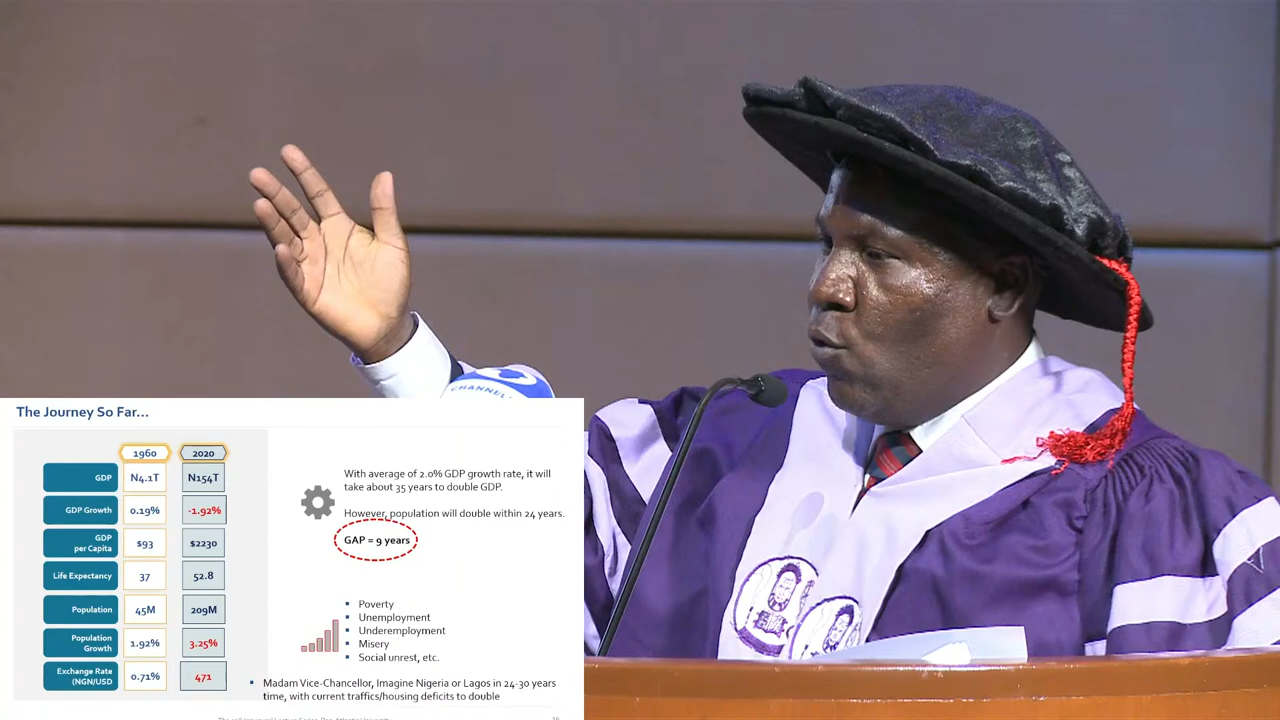 CHANNEL
The Journey So Far...
1960 2020
GDP N4.1T N154T
GDP Growth 0.19% -1.92%
GDP
per Capita $93 $2230
Life Expectancy 37 52.8
Population 45M 209M
Population
Growth 1.92% 3.25%
Exchange Rate
(NGN/USD 0.71% 471
With average of 2.0% GDP growth rate, it will
take about 35 years to double GDP.
However, population will double within 24 years.
GAP = 9 years
▪ Poverty
▪ Unemployment
▪ Underemployment
▪ Misery
▪ Social unrest, etc.
▪ Madam Vice-Chancellor, Imagine Nigeria or Lagos in 24-30 years
time, with current traffics/housing deficits to double